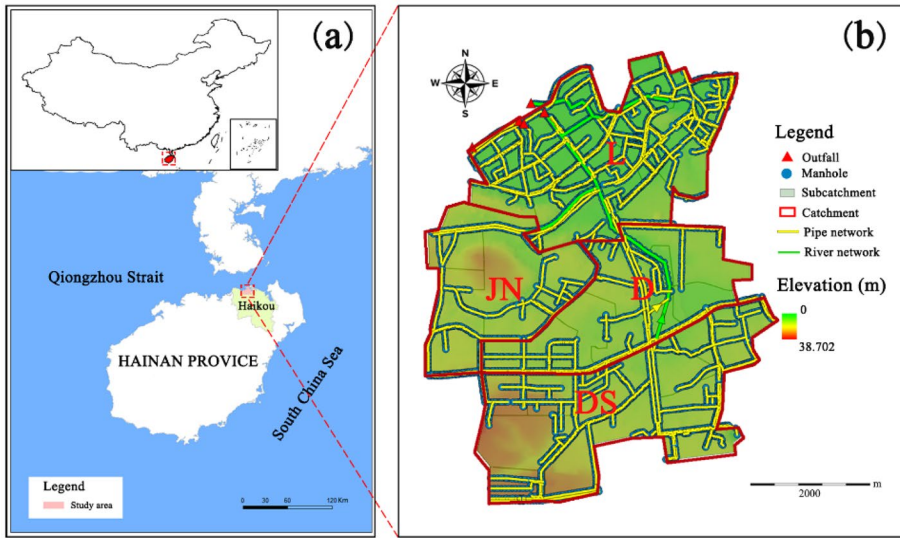 (a)
Qiongzhou Strait
Haikou
HAINAN PROVICE
South China Sea
Legend
Study area
0 30 60 120 Km
(b)
N
W E
S
L
JN
D
DS
Legend
Outfall
Manhole
Subcatchment
Catchment
Pipe network
River network
Elevation (m)
0
38.702
2000 m